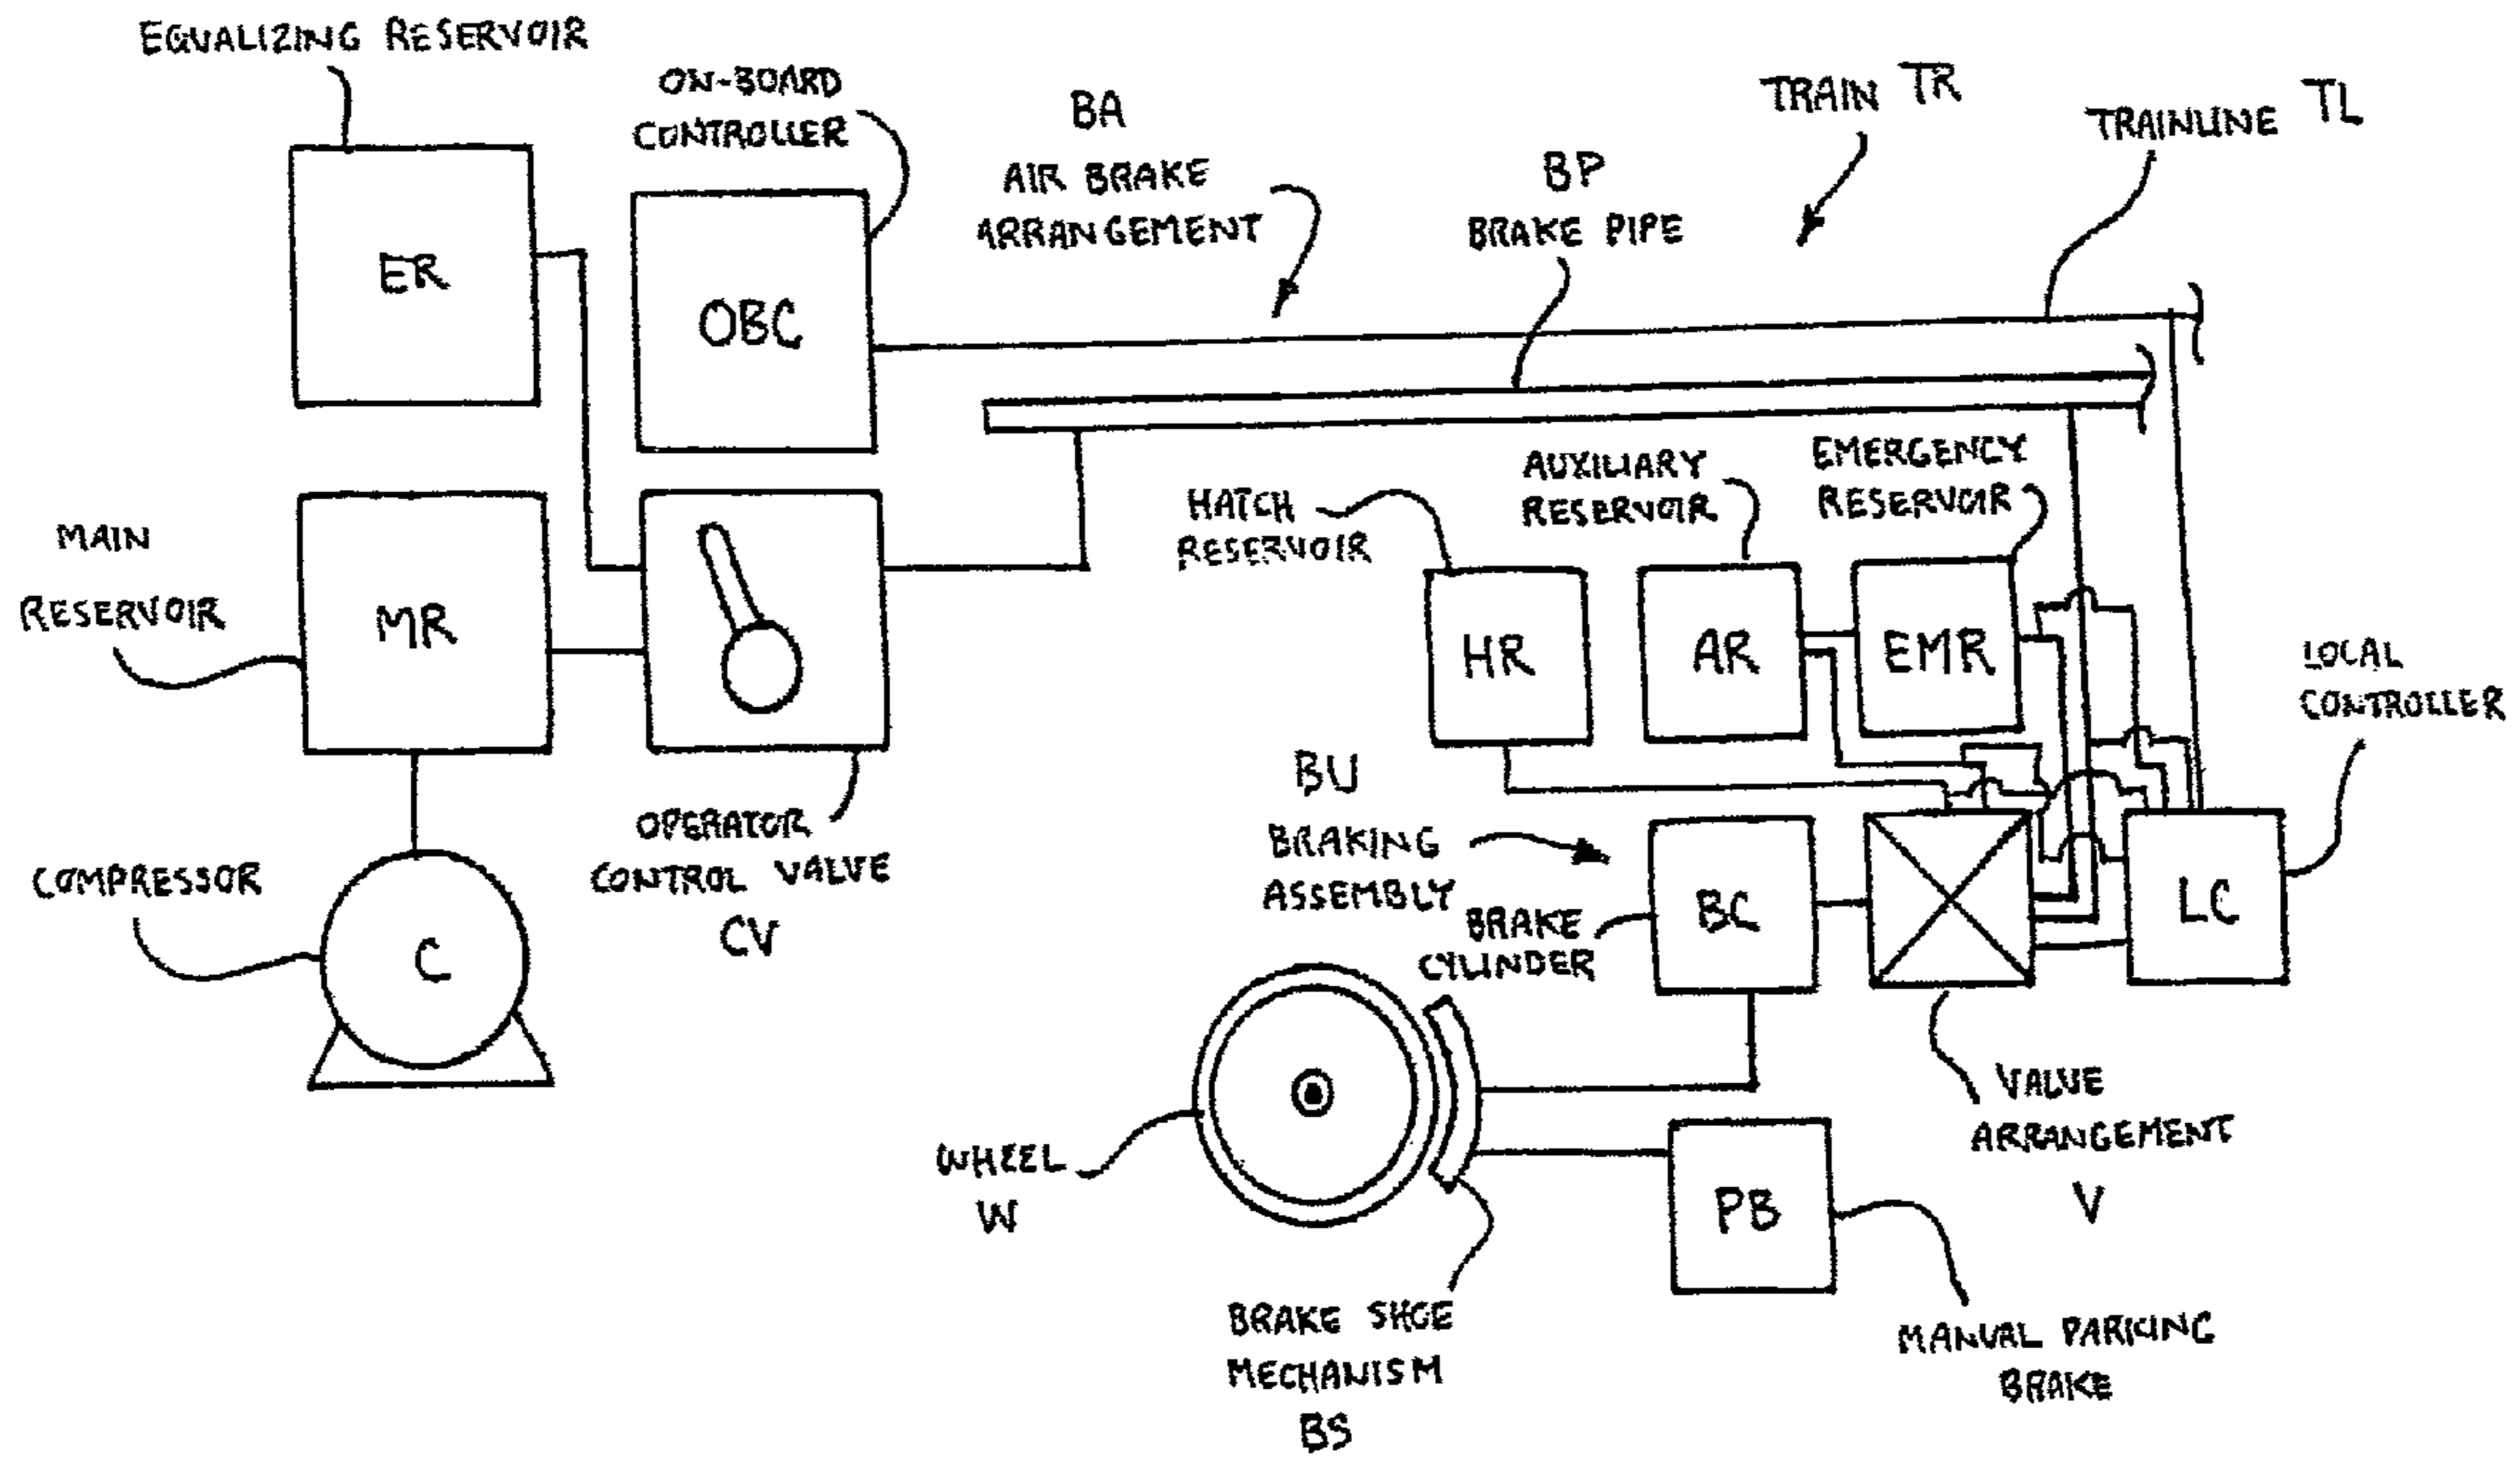 EQUALIZING RESERVOIR
ER
ON-BOARD
CONTROLLER
OBC
BA
AIR BRAKE
ARRANGEMENT
BP
BRAKE PIPE
TRAIN TR
TRAINLINE TL
MAIN
RESERVOIR
MR
OPERATOR
CONTROL VALVE
CV
COMPRESSOR
C
HATCH
RESERVOIR
HR
AUXILIARY
RESERVOIR
AR
EMERGENCY
RESERVOIR
EMR
LOCAL
CONTROLLER
LC
BU
BRAKING
ASSEMBLY
BRAKE
CYLINDER
BC
VALVE
ARRANGEMENT
V
WHEEL
W
PB
BRAKE SHOE
MECHANISM
BS
MANUAL PARKING
BRAKE